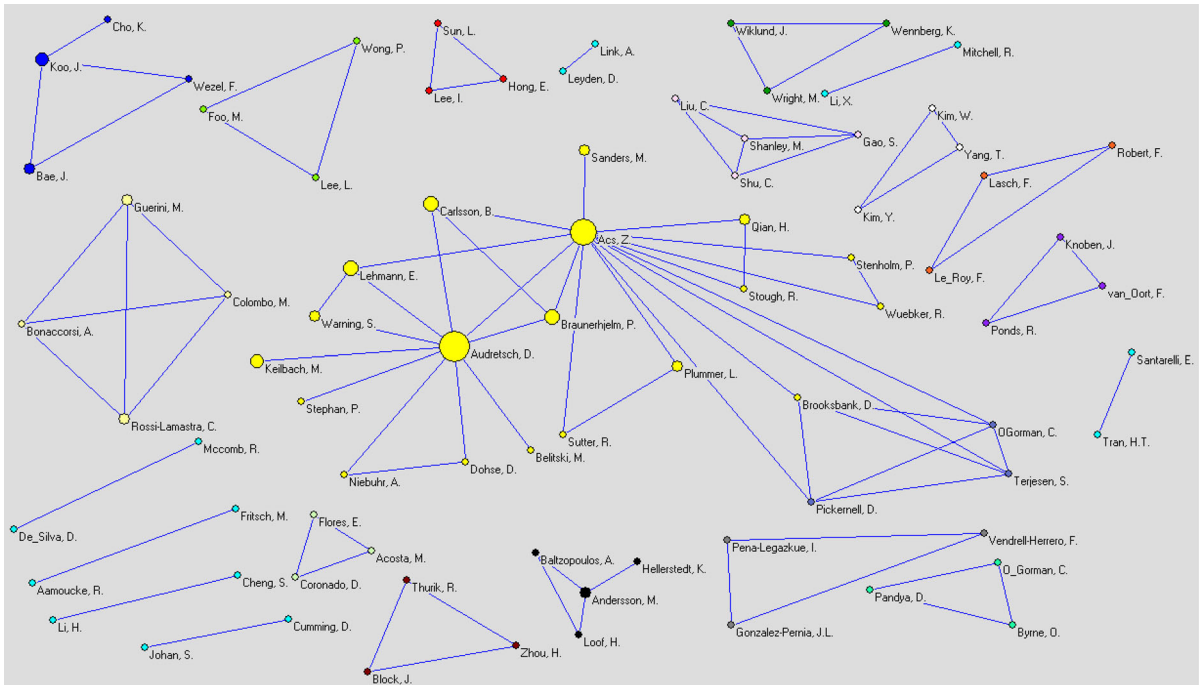 Cho, K.
Sun, L.
Wiklund, J.
Wennberg, K.
Wong, P.
Link, A.
Mitchell, R.
Koo, J.
Leyden, D.
Wezel, F.
Hong, E.
Lee, I.
Wright, M.
Li, X.
Liu, C.
Foo, M.
Kim, W.
Gao, S.
Shanley, M.
Yang, T.
Robert, F.
Sanders, M.
Bae, J.
Lee, L.
Shu, C.
Lasch, F.
Guerini, M.
Carlsson, B.
Kim, Y.
Qian, H.
Acs, Z.
Knoben, J.
Stenholm, P.
Lehmann, E.
Le_Roy, F.
van_Oort, F.
Stough, R.
Colombo, M.
Wuebker, R.
Warning, S.
Braunerhjelm, P.
Bonaccorsi, A.
Ponds, R.
Audretsch, D.
Santarelli, E.
Keilbach, M.
Plummer, L.
Brooksbank, D.
Stephan, P.
Rossi-Lamastra, C.
OGorman, C.
Sutter, R.
Tran, H.T.
Mccomb, R.
Belitski, M.
Dohse, D.
Niebuhr, A.
Terjesen, S.
Pickernell, D.
Fritsch, M.
Flores, E.
De_Silva, D.
Vendrell-Herrero, F.
Pena-Legazkue, I.
Acosta, M.
Baltzopoulos, A.
Hellerstedt, K.
O_Gorman, C.
Cheng, S.
Coronado, D.
Thurik, R.
Aamoucke, R.
Pandya, D.
Andersson, M.
Li, H.
Cumming, D.
Gonzalez-Pernia, J.L.
Byrne, O.
Loof, H.
Zhou, H.
Johan, S.
Block, J.